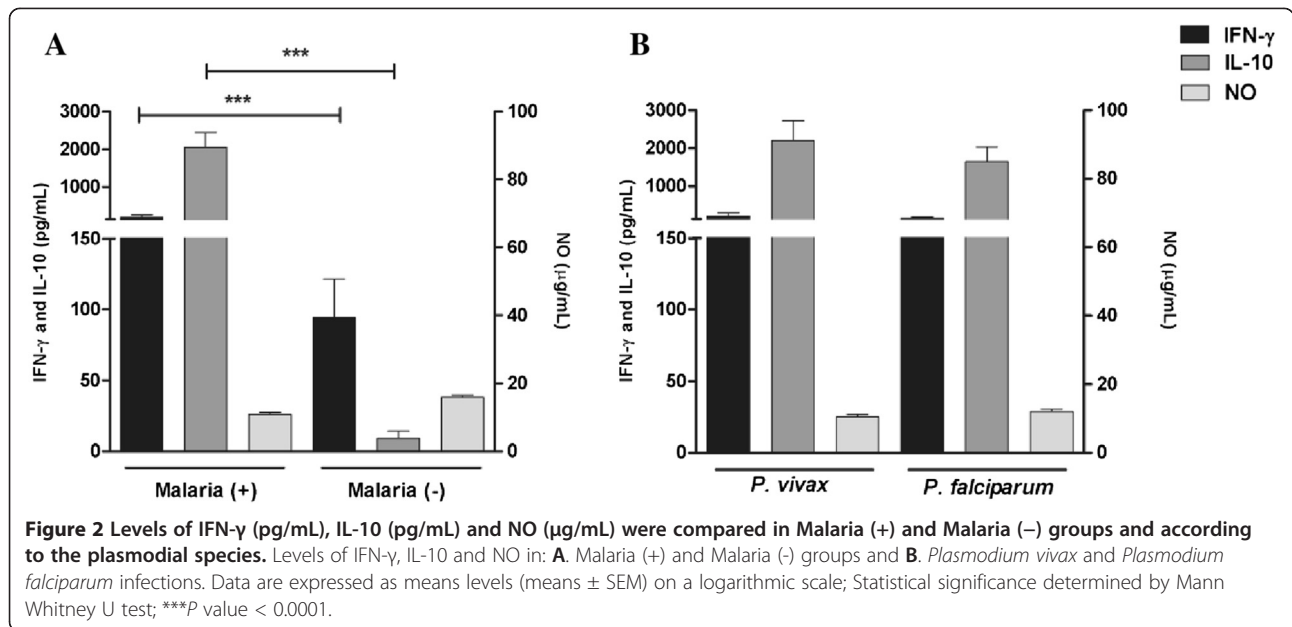 A
B
IFN-γ
IL-10
NO
***
***
IFN-γ and IL-10 (pg/mL)
3000
2000
1000
150
100
50
0
100
80
60
40
20
0
NO (µg/mL)
Malaria (+)
Malaria (-)
IFN-γ and IL-10 (pg/mL)
3000
2000
1000
150
100
50
0
100
80
60
40
20
0
NO (µg/mL)
P. vivax
P. falciparum
Figure 2 Levels of IFN-γ (pg/mL), IL-10 (pg/mL) and NO (µg/mL) were compared in Malaria (+) and Malaria (−) groups and according
to the plasmodial species. Levels of IFN-γ, IL-10 and NO in: A. Malaria (+) and Malaria (-) groups and B. Plasmodium vivax and Plasmodium
falciparum infections. Data are expressed as means levels (means ± SEM) on a logarithmic scale; Statistical significance determined by Mann
Whitney U test; ***P value < 0.0001.